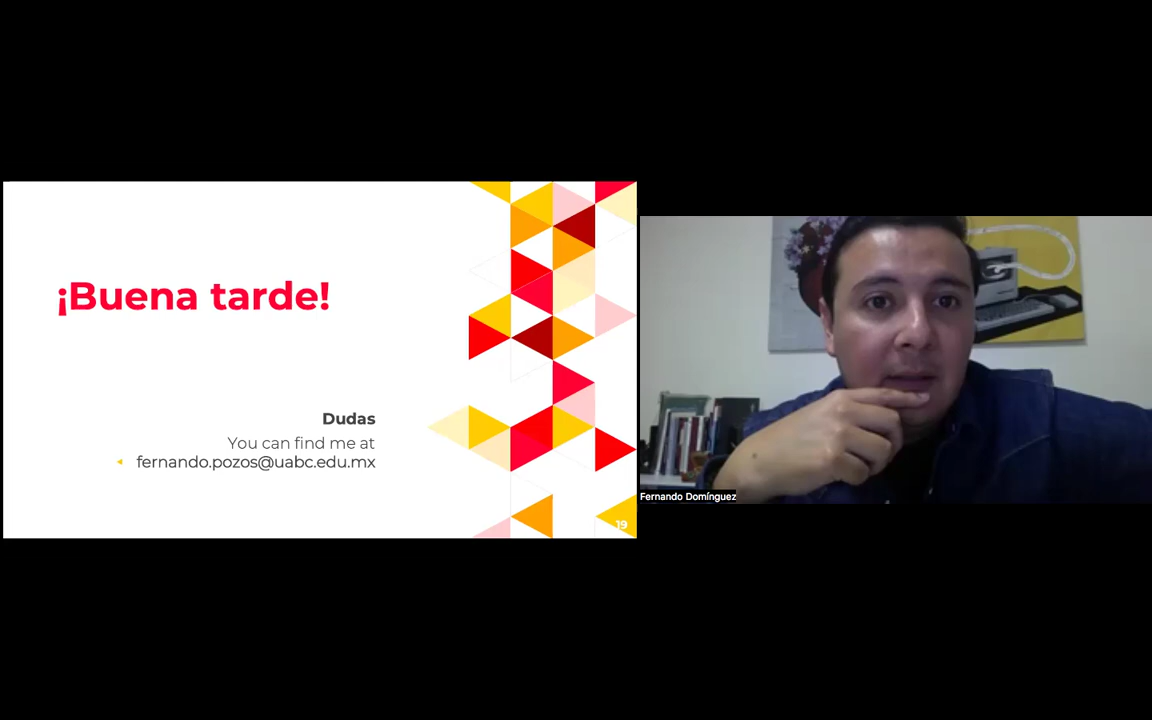 ¡Buena tarde!
Dudas
You can find me at
fernando.pozos@uabc.edu.mx
19
Fernando Domínguez